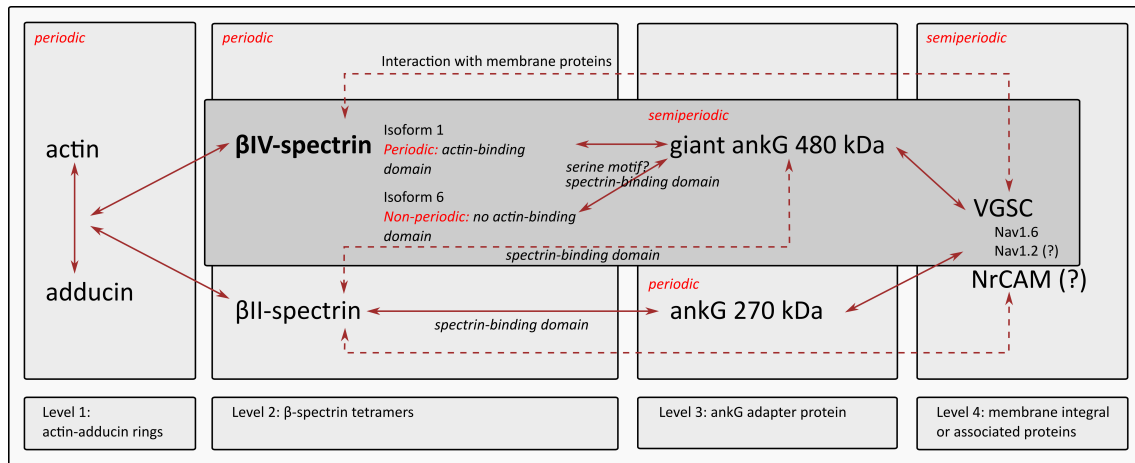 periodic
periodic
semiperiodic
Interaction with membrane proteins
semiperiodic
actin
βIV-spectrin
Isoform 1
Periodic: actin-binding
domain
giant ankG 480 kDa
serine motif?
spectrin-binding domain
Isoform 6
Non-periodic: no actin-binding
domain
VGSC
Nav1.6
Nav1.2 (?)
spectrin-binding domain
adducin
βII-spectrin
spectrin-binding domain
periodic
ankG 270 kDa
NrCAM (?)
Level 1:
actin-adducin rings
Level 2: β-spectrin tetramers
Level 3: ankG adapter protein
Level 4: membrane integral
or associated proteins